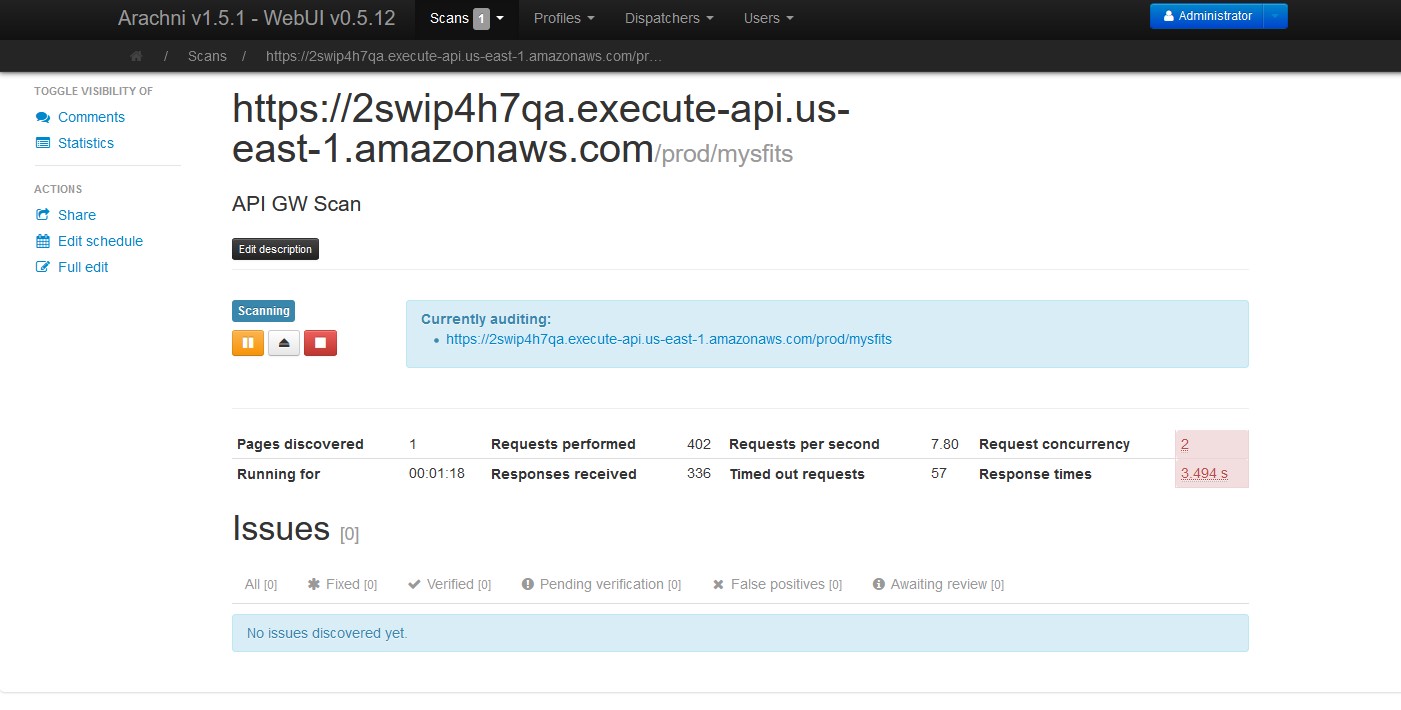 Arachni v1.5.1 - WebUI v0.5.12 Scans 1 Profiles Dispatchers Users Administrator
/ Scans / https://2swip4h7qa.execute-api.us-east-1.amazonaws.com/pr...
TOGGLE VISIBILITY OF
Comments
Statistics
ACTIONS
Share
Edit schedule
Full edit
https://2swip4h7qa.execute-api.us-
east-1.amazonaws.com/prod/mysfits
API GW Scan
Edit description
Scanning
Currently auditing:
• https://2swip4h7qa.execute-api.us-east-1.amazonaws.com/prod/mysfits
Pages discovered 1 Requests performed 402 Requests per second 7.80 Request concurrency 2
Running for 00:01:18 Responses received 336 Timed out requests 57 Response times 3.494 s
Issues [0]
All [0] Fixed [0] Verified [0] Pending verification [0] False positives [0] Awaiting review [0]
No issues discovered yet.